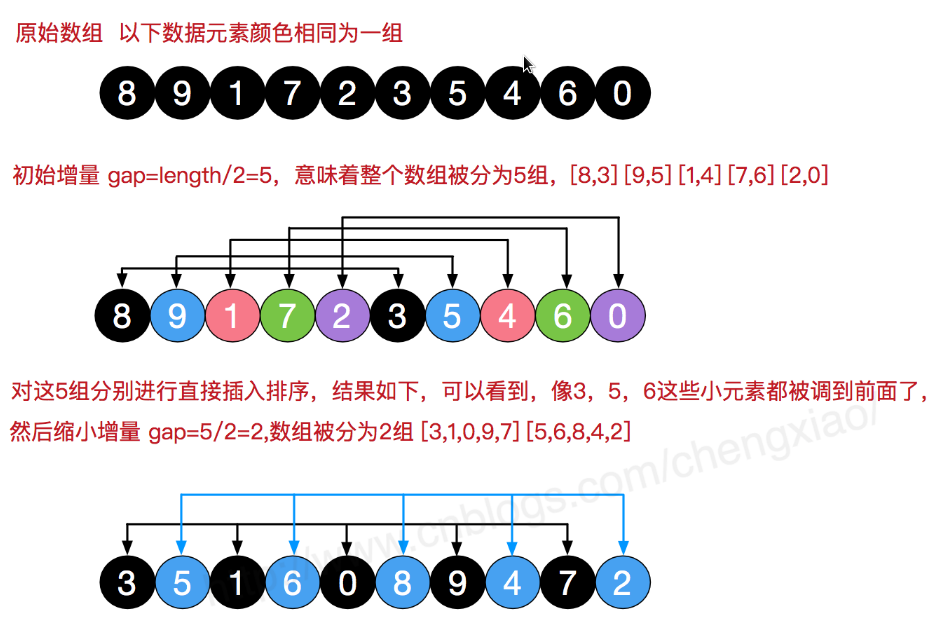 原始数组 以下数据元素颜色相同为一组
8 9 1 7 2 3 5 4 6 0
初始增量 gap=length/2=5，意味着整个数组被分为5组，[8,3] [9,5] [1,4] [7,6] [2,0]
8 9 1 7 2 3 5 4 6 0
对这5组分别进行直接插入排序，结果如下，可以看到，像3，5，6这些小元素都被调到前面了，
然后缩小增量 gap=5/2=2,数组被分为2组 [3,1,0,9,7] [5,6,8,4,2]
http://www.cnblogs.com/chengxiao/
3 5 1 6 0 8 9 4 7 2